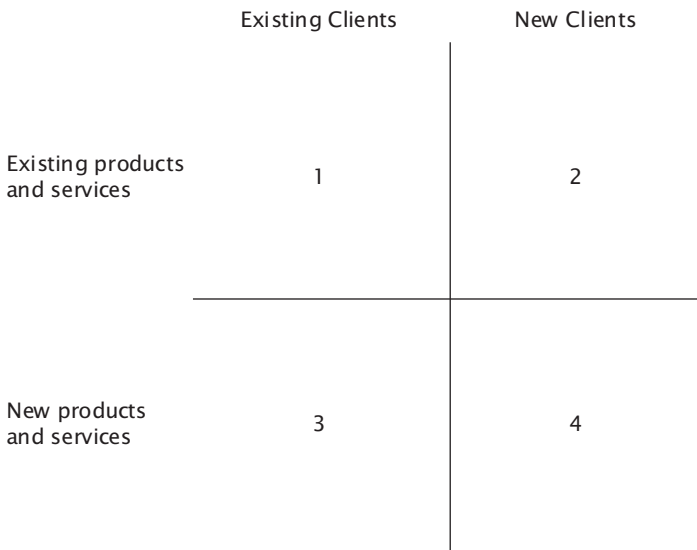 Existing Clients New Clients
Existing products
and services
1 2
New products
and services
3 4